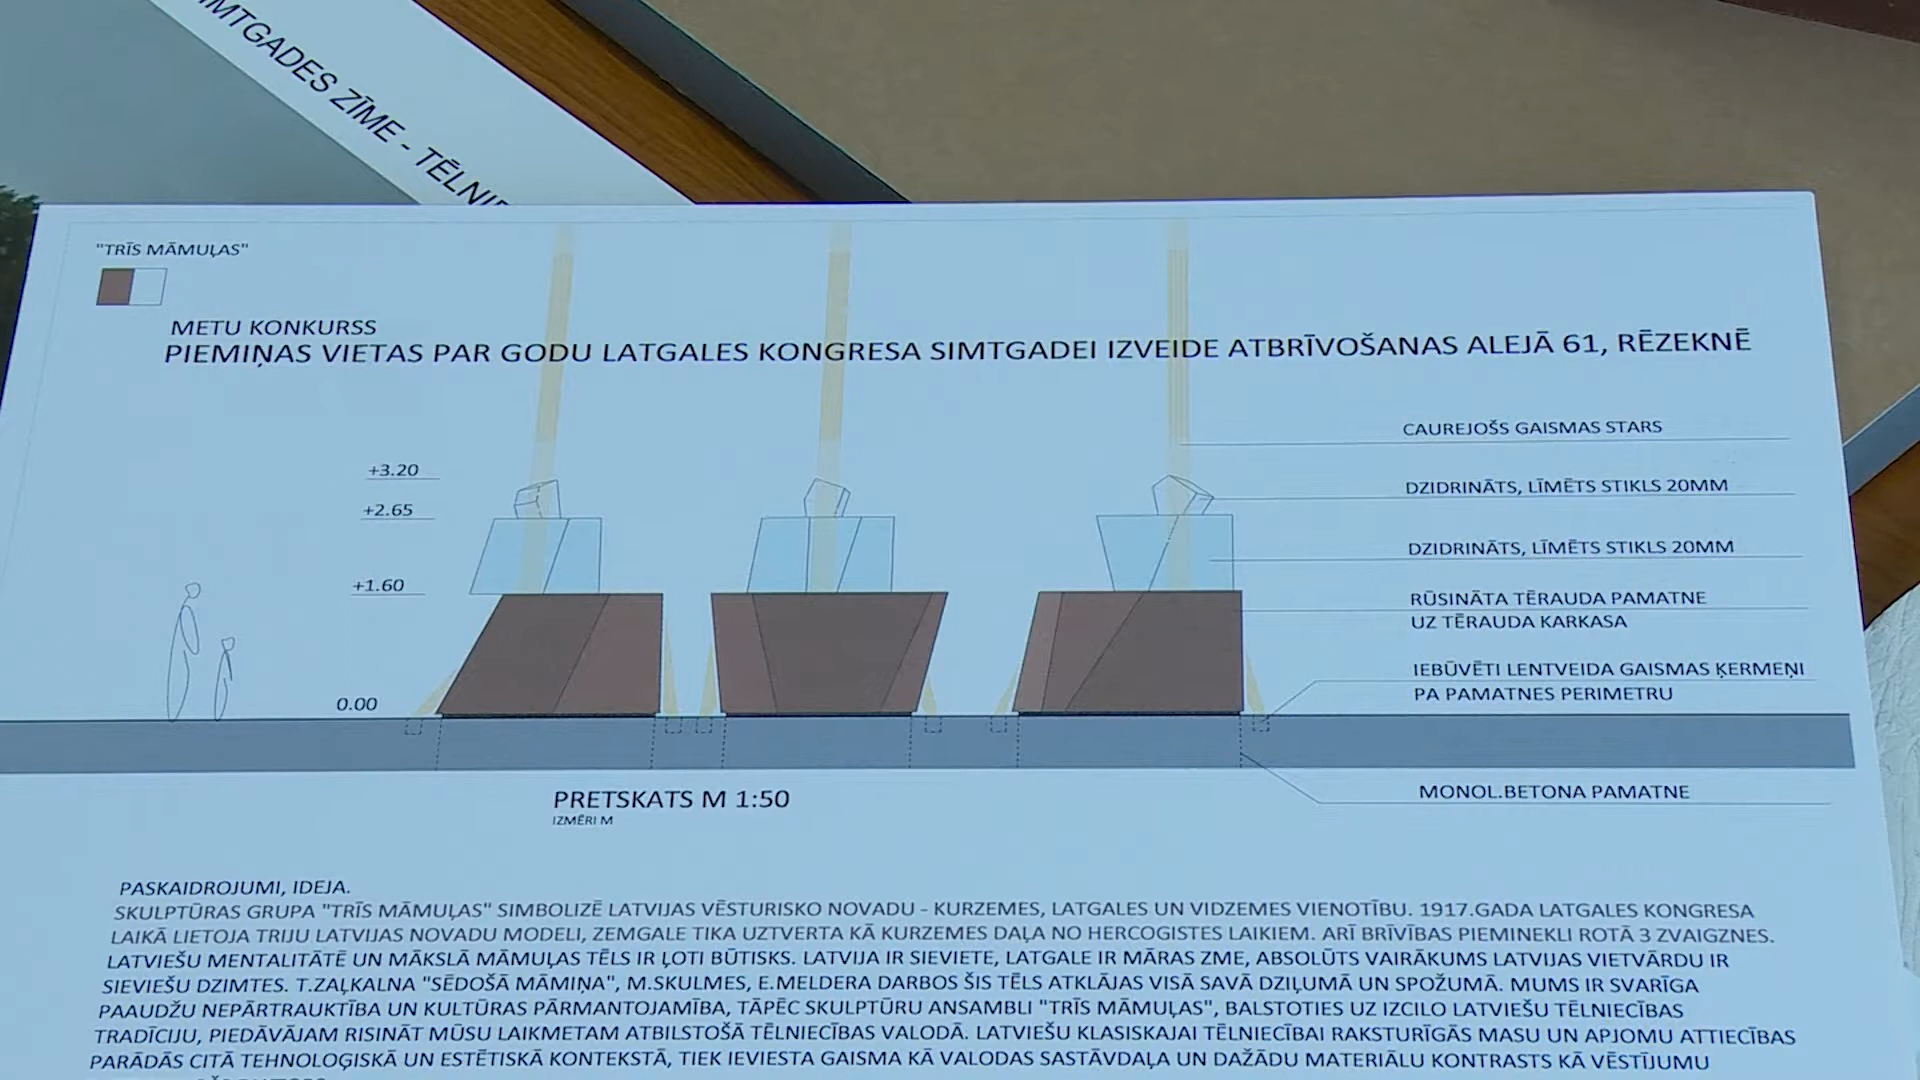 SIMTGADES ZĪME - TĒLNIE
"TRĪS MĀMUĻAS"
METU KONKURSS
PIEMIŅAS VIETAS PAR GODU LATGALES KONGRESA SIMTGADEI IZVEIDE ATBRĪVOŠANAS ALEJĀ 61, RĒZEKNĒ
CAUREJOŠS GAISMAS STARS
+3.20
DZIDRINĀTS, LĪMĒTS STIKLS 20MM
+2.65
DZIDRINĀTS, LĪMĒTS STIKLS 20MM
+1.60
RŪSINĀTA TĒRAUDA PAMATNE
UZ TĒRAUDA KARKASA
IEBŪVĒTI LENTVEIDA GAISMAS ĶERMEŅI
PA PAMATNES PERIMETRU
0.00
MONOL.BETONA PAMATNE
PRETSKATS M 1:50
IZMĒRI M
PASKAIDROJUMI, IDEJA.
SKULPTŪRAS GRUPA "TRĪS MĀMUĻAS" SIMBOLIZĒ LATVIJAS VĒSTURISKO NOVADU - KURZEMES, LATGALES UN VIDZEMES VIENOTĪBU. 1917.GADA LATGALES KONGRESA
LAIKĀ LIETOJA TRIJU LATVIJAS NOVADU MODELI, ZEMGALE TIKA UZTVERTA KĀ KURZEMES DAĻA NO HERCOGISTES LAIKIEM. ARĪ BRĪVĪBAS PIEMINEKLI ROTĀ 3 ZVAIGZNES.
LATVIEŠU MENTALITĀTĒ UN MĀKSLĀ MĀMUĻAS TĒLS IR ĻOTI BŪTISKS. LATVIJA IR SIEVIETE, LATGALE IR MĀRAS ZME, ABSOLŪTS VAIRĀKUMS LATVIJAS VIETVĀRDU IR
SIEVIEŠU DZIMTES. T.ZAĻKALNA "SĒDOŠĀ MĀMIŅA", M.SKULMES, E.MELDERA DARBOS ŠIS TĒLS ATKLĀJAS VISĀ SAVĀ DZIĻUMĀ UN SPOŽUMĀ. MUMS IR SVARĪGA
PAAUDŽU NEPĀRTRAUKTĪBA UN KULTŪRAS PĀRMANTOJAMĪBA, TĀPĒC SKULPTŪRU ANSAMBLI "TRĪS MĀMUĻAS", BALSTOTIES UZ IZCILO LATVIEŠU TĒLNIECĪBAS
TRADĪCIJU, PIEDĀVĀJAM RISINĀT MŪSU LAIKMETAM ATBILSTOŠĀ TĒLNIECĪBAS VALODĀ. LATVIEŠU KLASISKAJAI TĒLNIECĪBAI RAKSTURĪGĀS MASU UN APJOMU ATTIECĪBAS
PARĀDĀS CITĀ TEHNOLOĢISKĀ UN ESTĒTISKĀ KONTEKSTĀ, TIEK IEVIESTA GAISMA KĀ VALODAS SASTĀVDAĻA UN DAŽĀDU MATERIĀLU KONTRASTS KĀ VĒSTĪJUMU